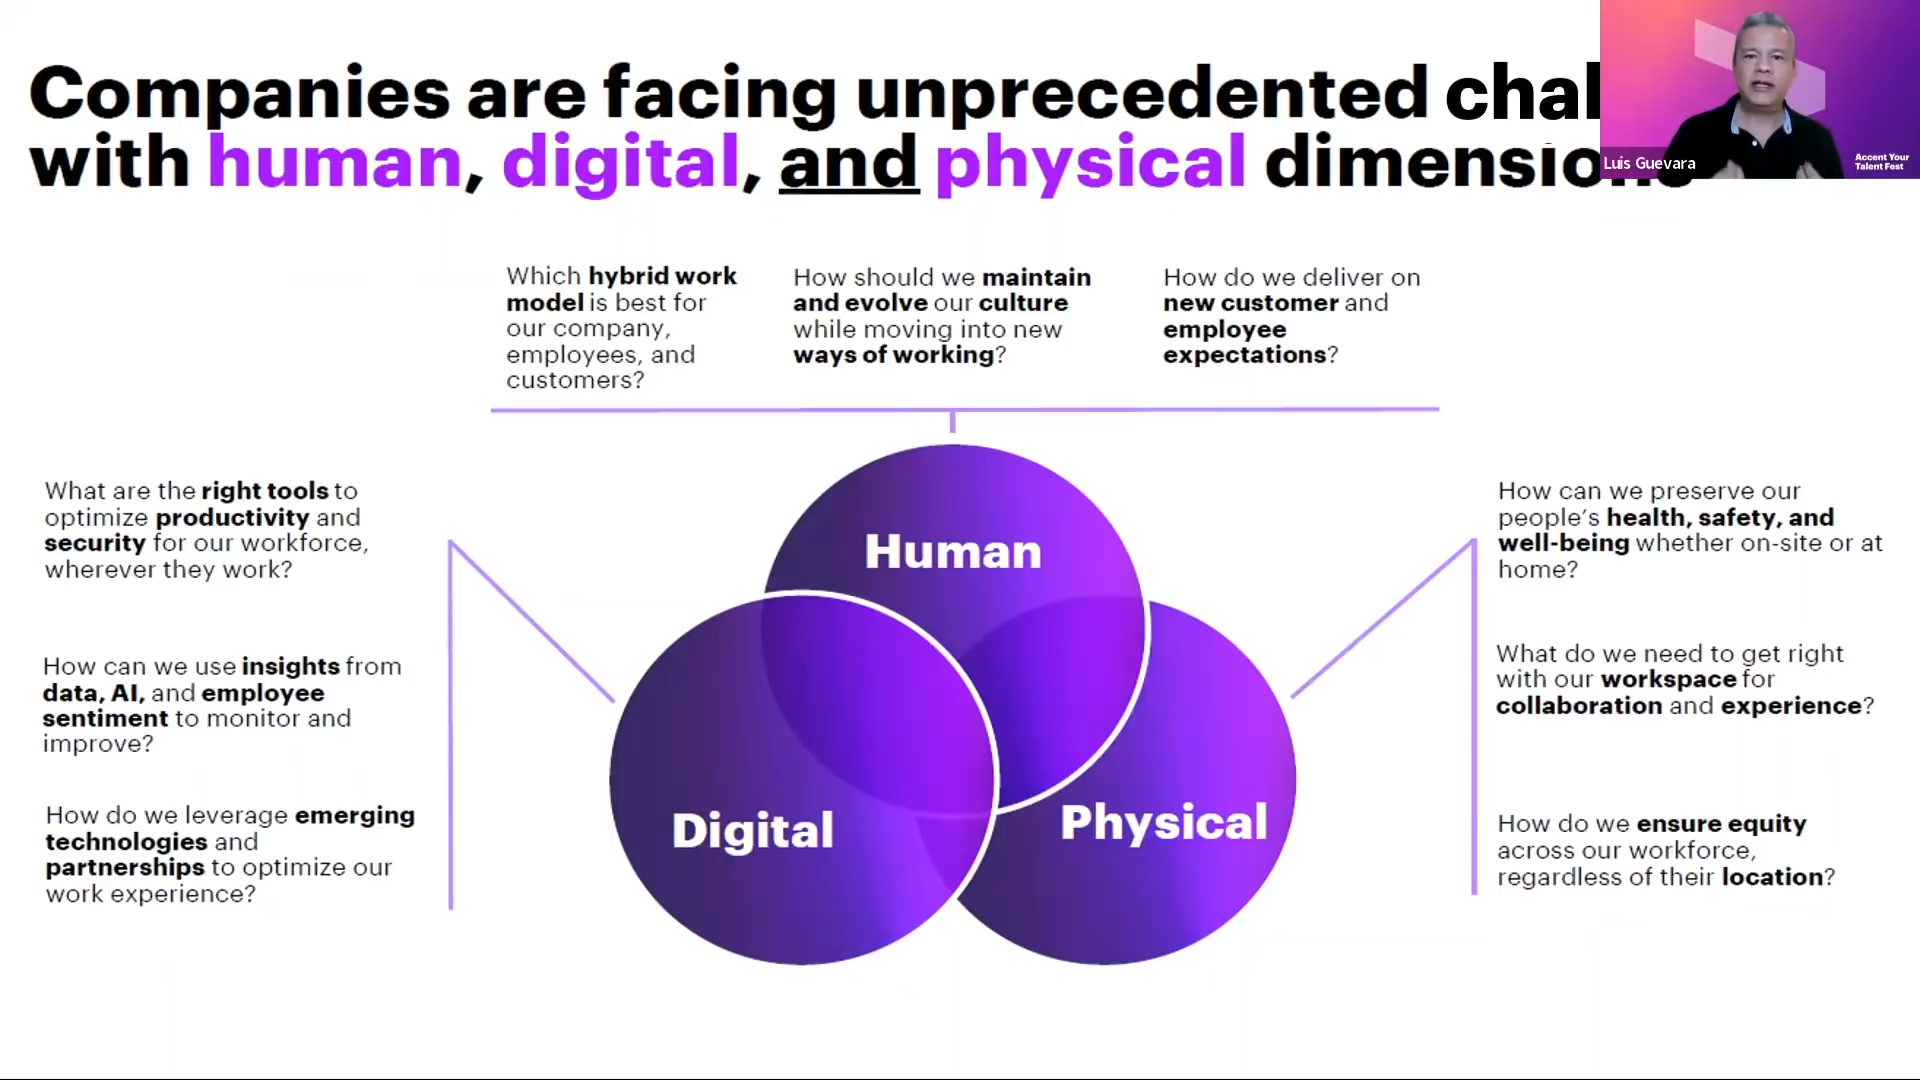 Companies are facing unprecedented
with human, digital, and physical
Luis Guevara
Accent Your
Talent Fest
Which hybrid work
model is best for
our company,
employees, and
customers?
How should we maintain
and evolve our culture
while moving into new
ways of working?
How do we deliver on
new customer and
employee
expectations?
What are the right tools to
optimize productivity and
security for our workforce,
wherever they work?
How can we use insights from
data, AI, and employee
sentiment to monitor and
improve?
How do we leverage emerging
technologies and
partnerships to optimize our
work experience?
Human
Digital
Physical
How can we preserve our
people's health, safety, and
well-being whether on-site or at
home?
What do we need to get right
with our workspace for
collaboration and experience?
How do we ensure equity
across our workforce,
regardless of their location?